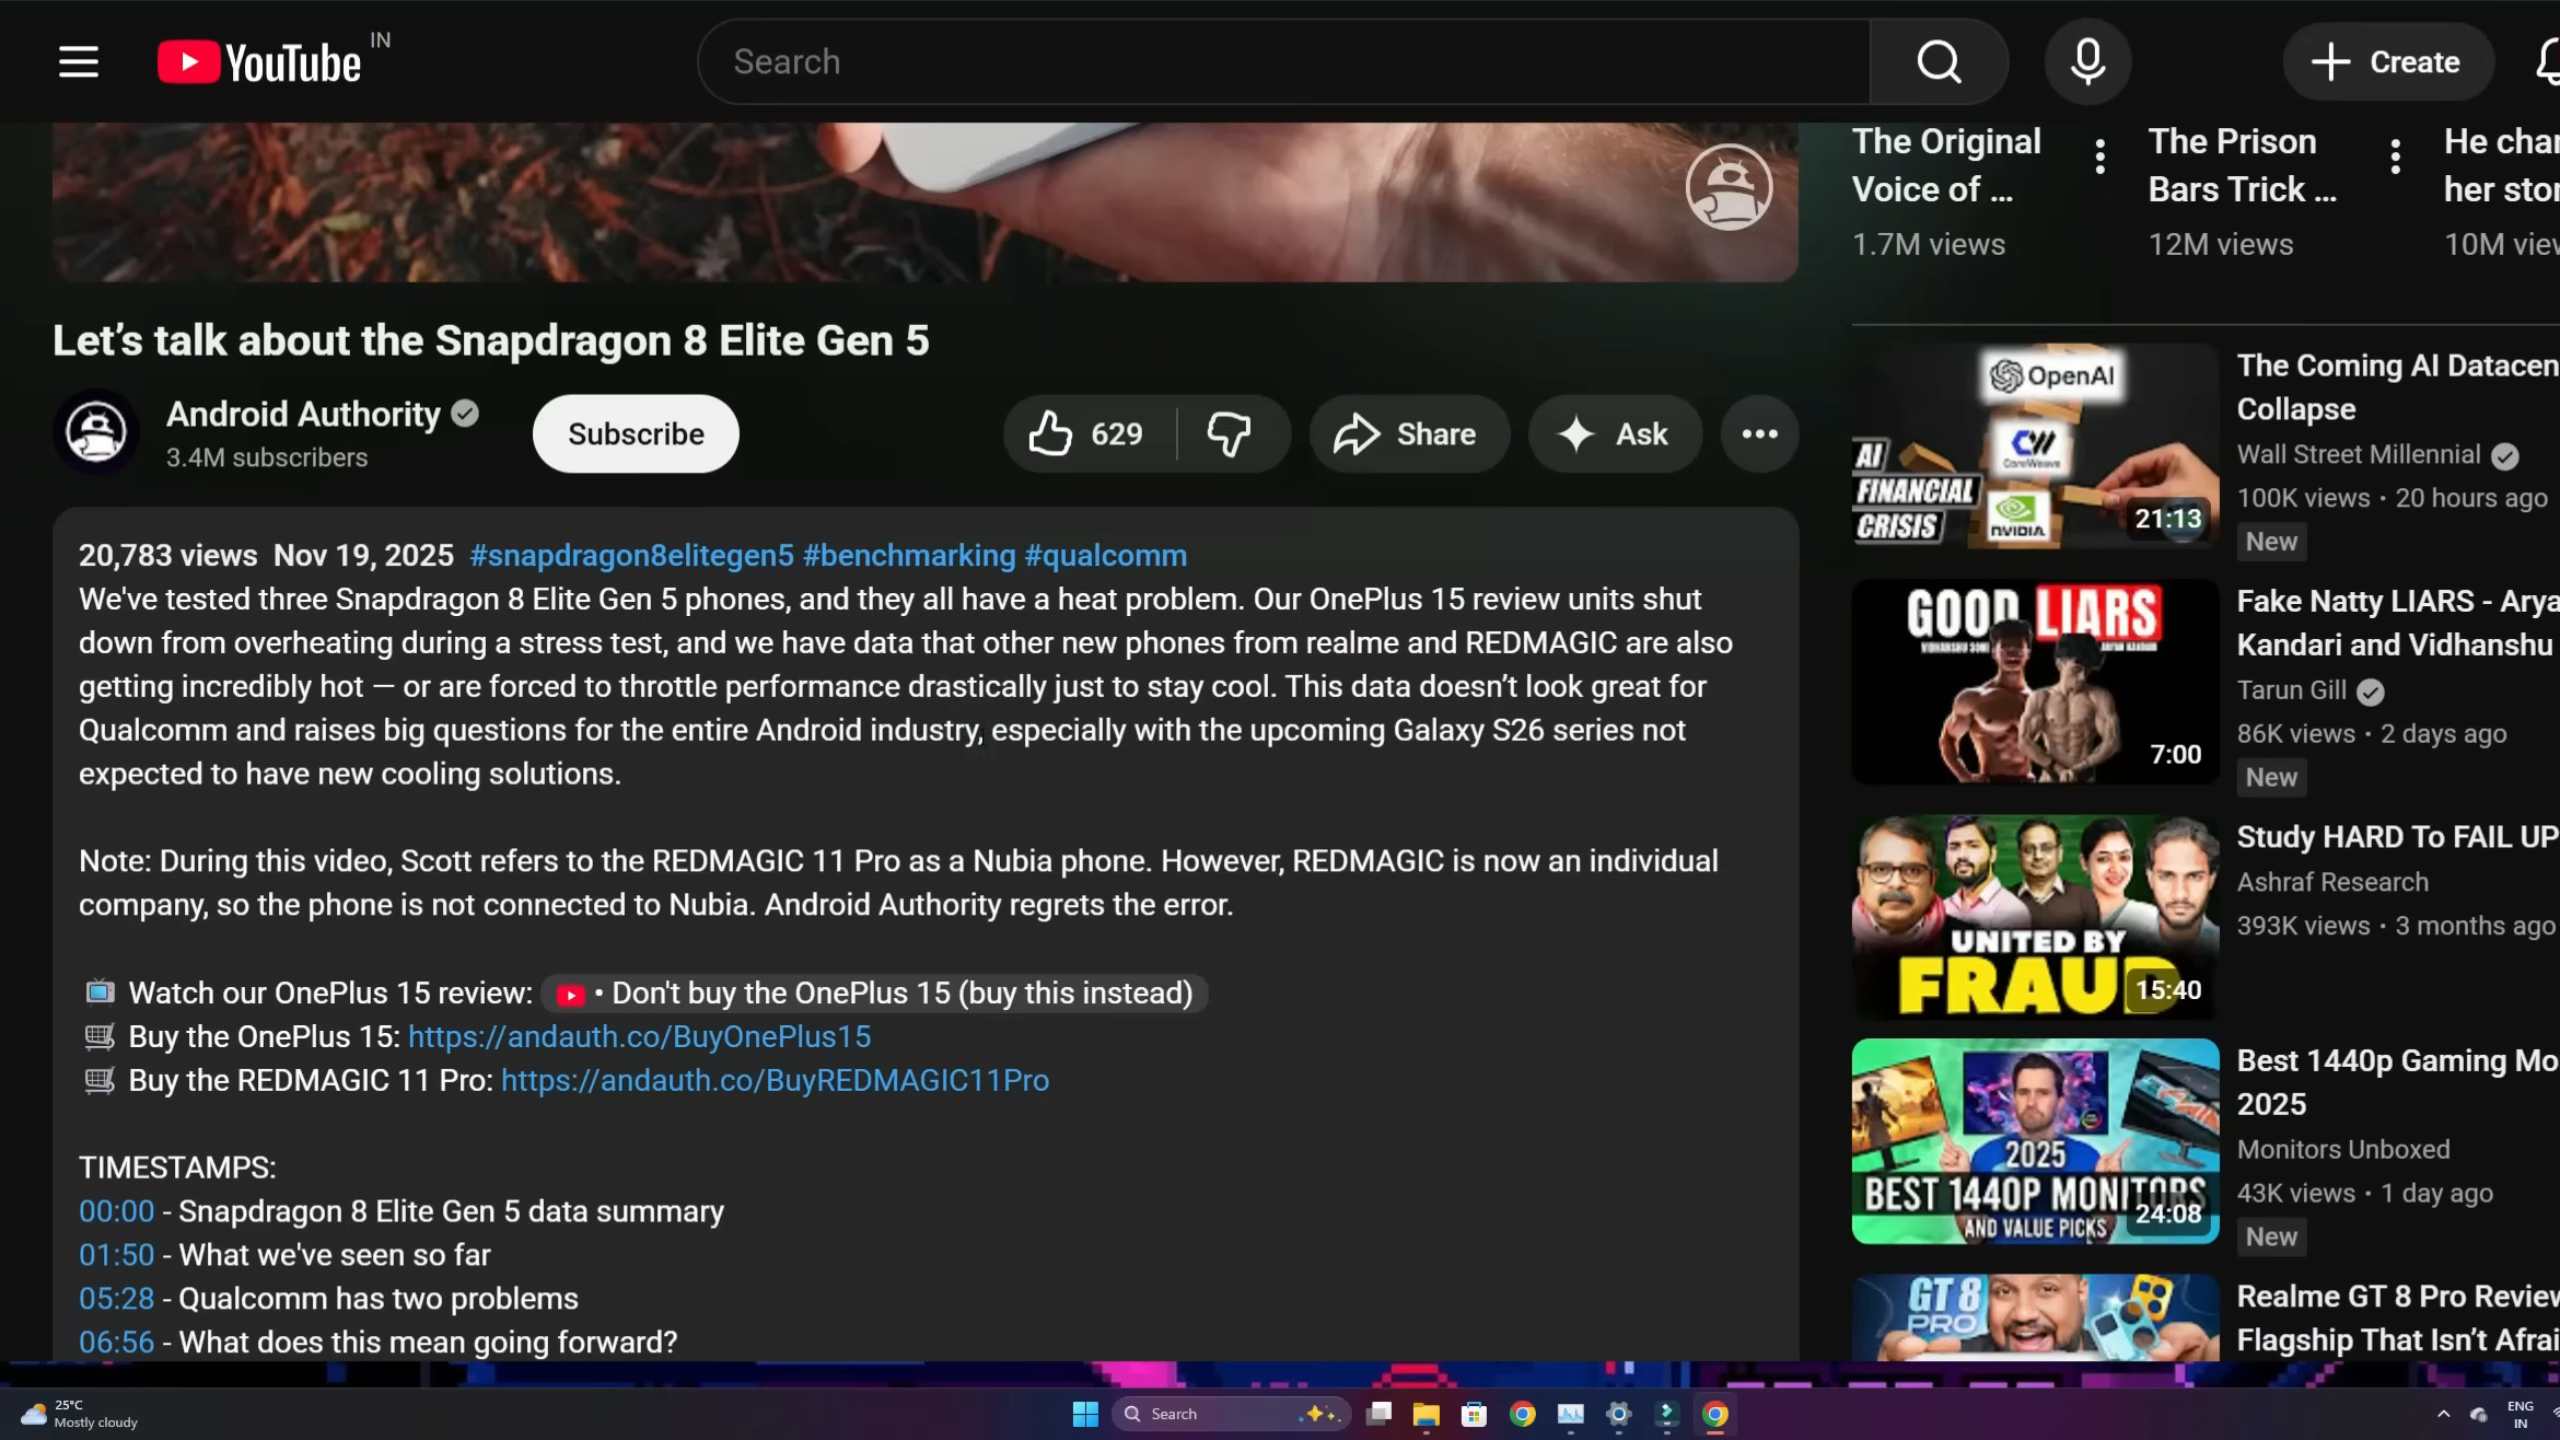 YouTube IN
Search
Create
The Original
Voice of ...
1.7M views
The Prison
Bars Trick ...
12M views
her stor
Let's talk about the Snapdragon 8 Elite Gen 5
Android Authority
3.4M subscribers
Subscribe
629
Share
Ask
20,783 views Nov 19, 2025 #snapdragon8elitegen5 #benchmarking #qualcomm
We've tested three Snapdragon 8 Elite Gen 5 phones, and they all have a heat problem. Our OnePlus 15 review units shut
down from overheating during a stress test, and we have data that other new phones from realme and REDMAGIC are also
getting incredibly hot — or are forced to throttle performance drastically just to stay cool. This data doesn't look great for
Qualcomm and raises big questions for the entire Android industry, especially with the upcoming Galaxy S26 series not
expected to have new cooling solutions.
Note: During this video, Scott refers to the REDMAGIC 11 Pro as a Nubia phone. However, REDMAGIC is now an individual
company, so the phone is not connected to Nubia. Android Authority regrets the error.
Watch our OnePlus 15 review: • Don't buy the OnePlus 15 (buy this instead)
Buy the OnePlus 15: https://andauth.co/BuyOnePlus15
Buy the REDMAGIC 11 Pro: https://andauth.co/BuyREDMAGIC11Pro
TIMESTAMPS:
00:00 - Snapdragon 8 Elite Gen 5 data summary
01:50 - What we've seen so far
05:28 - Qualcomm has two problems
06:56 - What does this mean going forward?
OpenAI
CoreWeave
NVIDIA
AI
FINANCIAL
CRISIS
21:13
The Coming AI Datacen
Collapse
Wall Street Millennial
100K views • 20 hours ago
New
GOOD LIARS
7:00
Fake Natty LIARS - Arya
Kandari and Vidhanshu
Tarun Gill
86K views • 2 days ago
New
UNITED BY
FRAUD
15:40
Study HARD To FAIL UP
Ashraf Research
393K views • 3 months ago
2025
BEST 1440P MONITORS
AND VALUE PICKS
24:08
Best 1440p Gaming Mo
2025
Monitors Unboxed
43K views • 1 day ago
New
GT 8
PRO
Realme GT 8 Pro Review
Flagship That Isn't Afrai
25°C
Mostly cloudy
Search
ENG
IN